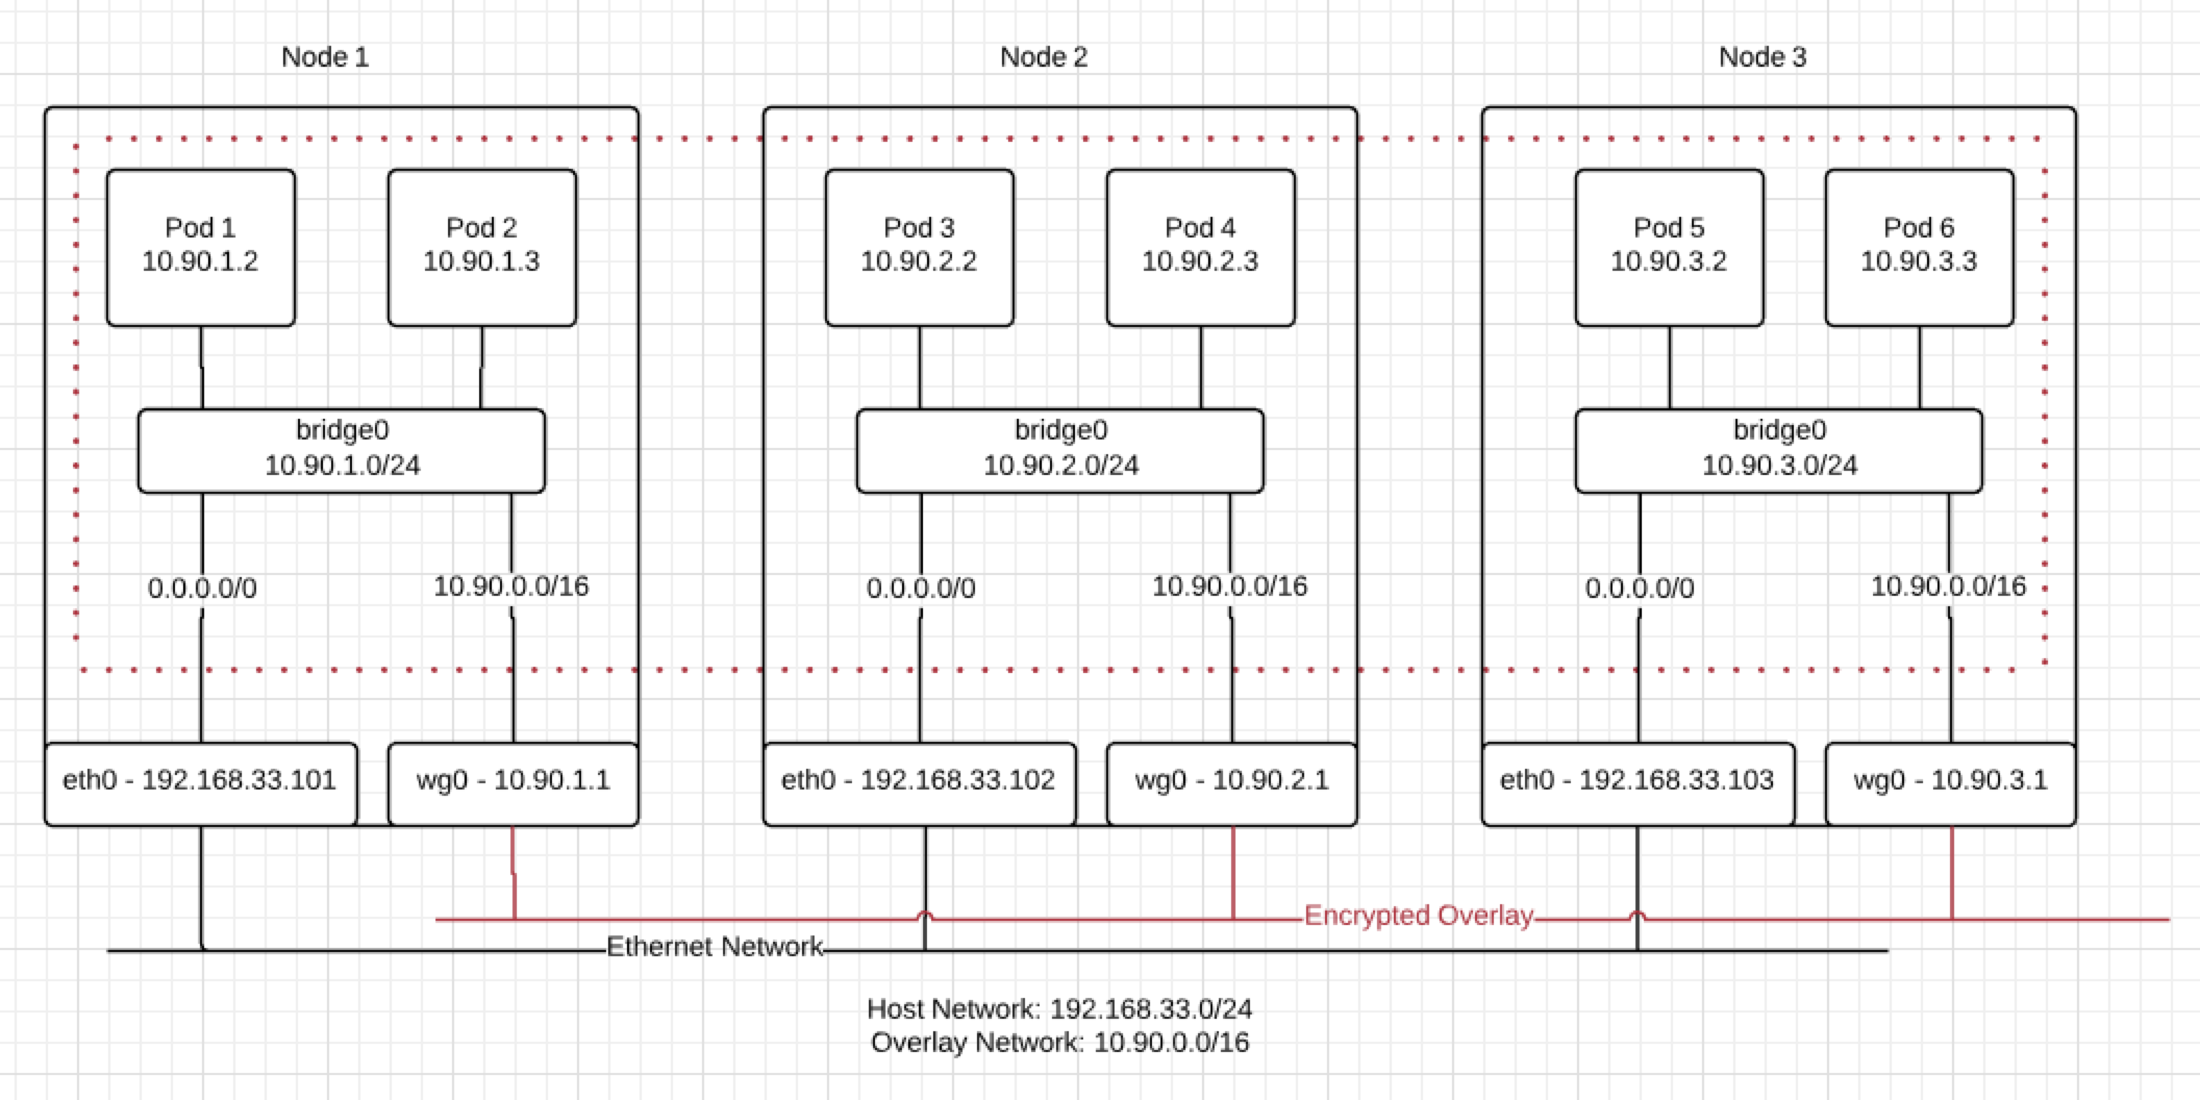 Node 1
Node 2
Node 3
Pod 1
10.90.1.2
Pod 2
10.90.1.3
Pod 3
10.90.2.2
Pod 4
10.90.2.3
Pod 5
10.90.3.2
Pod 6
10.90.3.3
bridge0
10.90.1.0/24
bridge0
10.90.2.0/24
bridge0
10.90.3.0/24
0.0.0.0/0
10.90.0.0/16
0.0.0.0/0
10.90.0.0/16
0.0.0.0/0
10.90.0.0/16
eth0 - 192.168.33.101
wg0 - 10.90.1.1
eth0 - 192.168.33.102
wg0 - 10.90.2.1
eth0 - 192.168.33.103
wg0 - 10.90.3.1
Encrypted Overlay
Ethernet Network
Host Network: 192.168.33.0/24
Overlay Network: 10.90.0.0/16